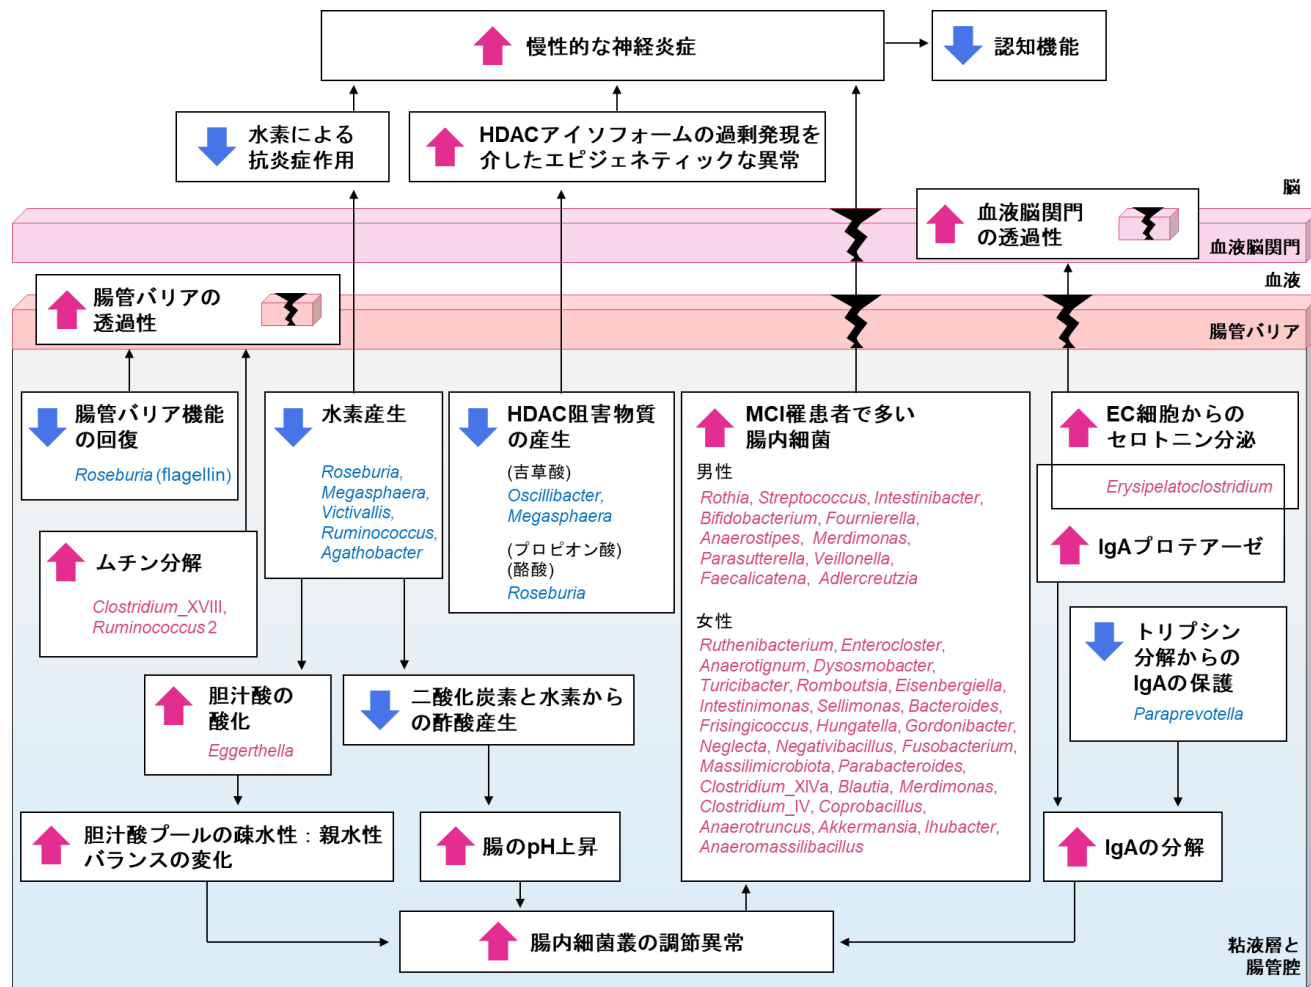 慢性的な神経炎症
認知機能
水素による
抗炎症作用
HDACアイソフォームの過剰発現を
介したエピジェネティックな異常
脳
血液脳関門
の透過性
血液脳関門
血液
腸管バリアの
透過性
腸管バリア
腸管バリア機能
の回復
Roseburia (flagellin)
水素産生
Roseburia,
Megasphaera,
Victivallis,
Ruminococcus,
Agathobacter
HDAC阻害物質
の産生
(吉草酸)
Oscillibacter,
Megasphaera
(プロピオン酸)
(酪酸)
Roseburia
MCI罹患者で多い
腸内細菌
男性
Rothia, Streptococcus, Intestinibacter,
Bifidobacterium, Fournierella,
Anaerostipes, Merdimonas,
Parasutterella, Veillonella,
Faecalicatena, Adlercreutzia
女性
Ruthenibacterium, Enterocloster,
Anaerotignum, Dysosmobacter,
Turicibacter, Romboutsia, Eisenbergiella,
Intestinimonas, Sellimonas, Bacteroides,
Frisingicoccus, Hungatella, Gordonibacter,
Neglecta, Negativibacillus, Fusobacterium,
Massilimicrobiota, Parabacteroides,
Clostridium_XIVa, Blautia, Merdimonas,
Clostridium_IV, Coprobacillus,
Anaerotruncus, Akkermansia, Ihubacter,
Anaeromassilibacillus
EC細胞からの
セロトニン分泌
Erysipelatoclostridium
IgAプロテアーゼ
ムチン分解
Clostridium_XVIII,
Ruminococcus 2
トリプシン
分解からの
IgAの保護
Paraprevotella
胆汁酸の
酸化
Eggerthella
二酸化炭素と水素から
の酢酸産生
胆汁酸プールの疎水性：親水性
バランスの変化
腸のpH上昇
IgAの分解
腸内細菌叢の調節異常
粘液層と
腸管腔